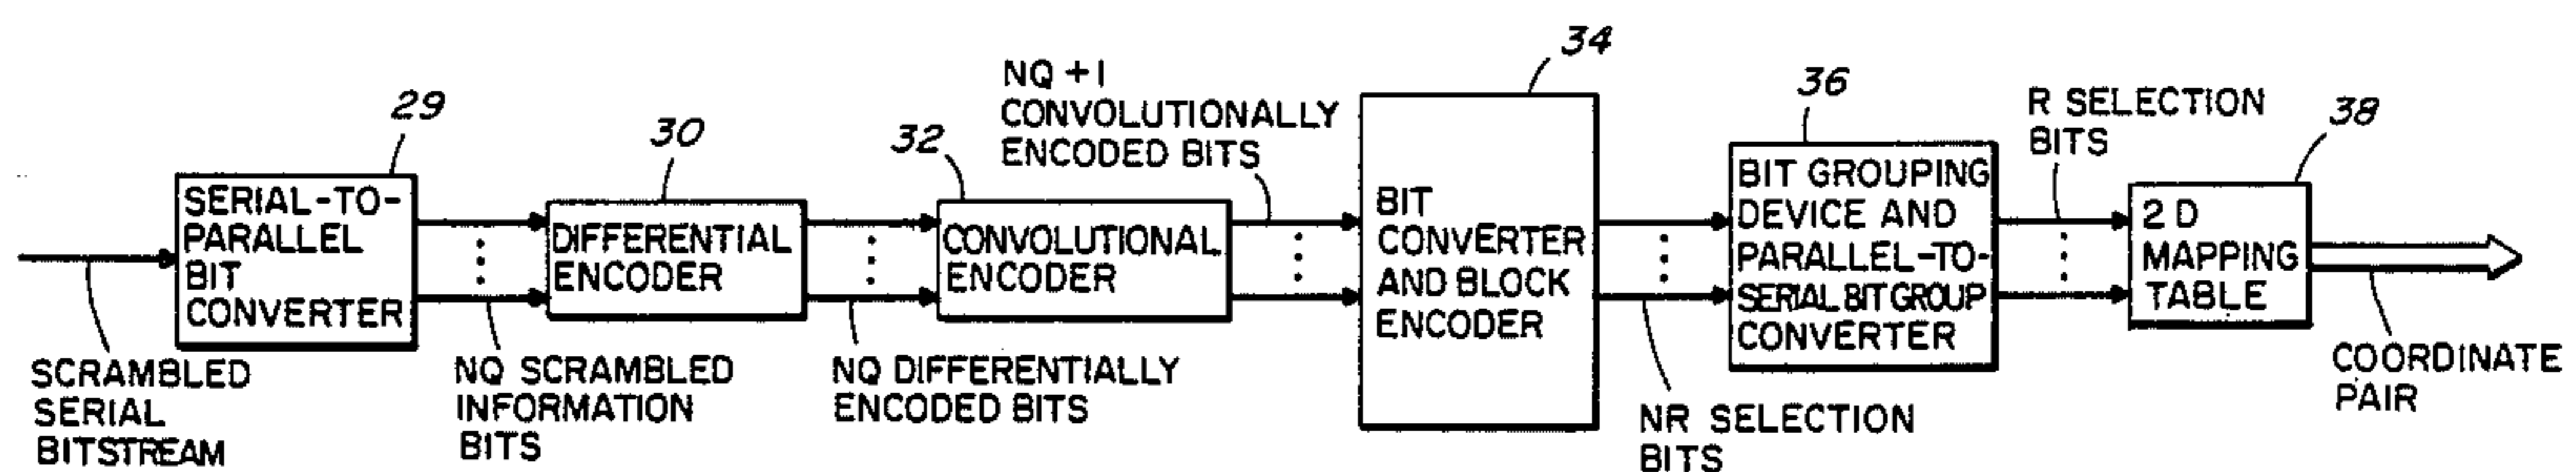 29
SERIAL-TO-
PARALLEL
BIT
CONVERTER
SCRAMBLED
SERIAL
BITSTREAM
NQ SCRAMBLED
INFORMATION
BITS
30
DIFFERENTIAL
ENCODER
NQ DIFFERENTIALLY
ENCODED BITS
32
CONVOLUTIONAL
ENCODER
NQ +1
CONVOLUTIONALLY
ENCODED BITS
34
BIT
CONVERTER
AND BLOCK
ENCODER
NR SELECTION
BITS
36
BIT GROUPING
DEVICE AND
PARALLEL-TO-
SERIAL BIT GROUP
CONVERTER
R SELECTION
BITS
38
2 D
MAPPING
TABLE
COORDINATE
PAIR